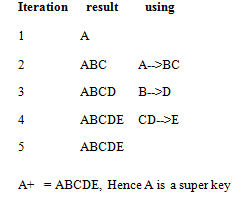 Iteration result using
1 A
2 ABC A-->BC
3 ABCD B-->D
4 ABCDE CD-->E
5 ABCDE
A+ = ABCDE, Hence A is a super key